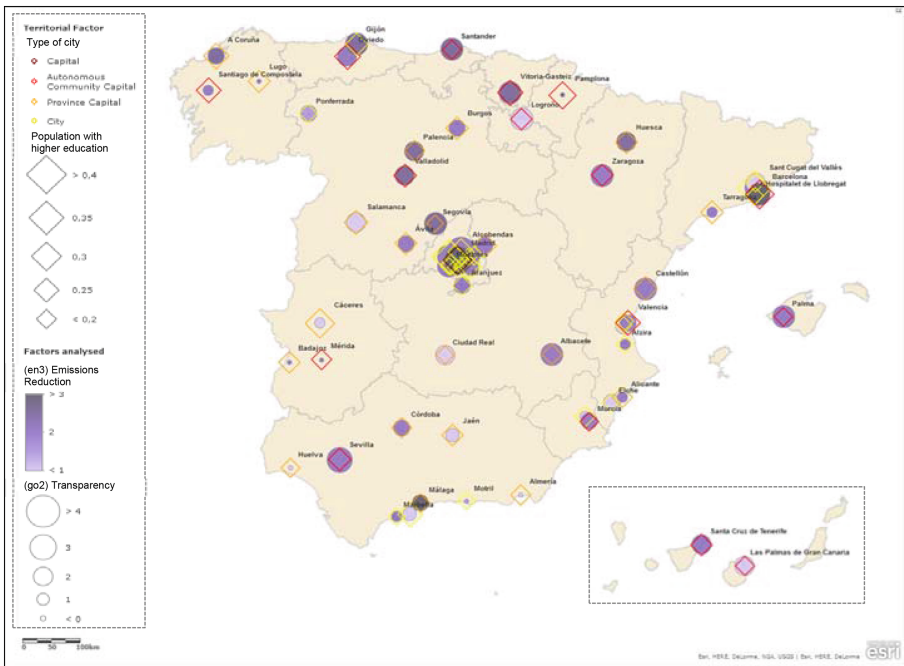 Territorial Factor
Type of city
Capital
Autonomous
Community Capital
Province Capital
City
Population with
higher education
> 0,4
0,35
0,3
0,25
< 0,2
Factors analysed
(en3) Emissions
Reduction
> 3
2
< 1
(go2) Transparency
> 4
3
2
1
< 0
0 50 100km
Gijón
A Coruña
Oviedo
Santander
Lugo
Santiago de Compostela
Vitoria-Gasteiz
Pamplona
Ponferrada
Logroño
Burgos
Huesca
Palencia
Valladolid
Zaragoza
Sant Cugat del Vallès
Barcelona
Hospitalet de Llobregat
Tarragona
Salamanca
Segovia
Ávila
Alcobendas
Madrid
Aranjuez
Castellón
Cáceres
Valencia
Palma
Alzira
Badajoz
Mérida
Ciudad Real
Albacete
Alicante
Elche
Murcia
Córdoba
Jaén
Huelva
Sevilla
Málaga
Motril
Almería
Marbella
Santa Cruz de Tenerife
Las Palmas de Gran Canaria
Esri, HERE, DeLorme, NGA, USGS | Esri, HERE, DeLorme
esri